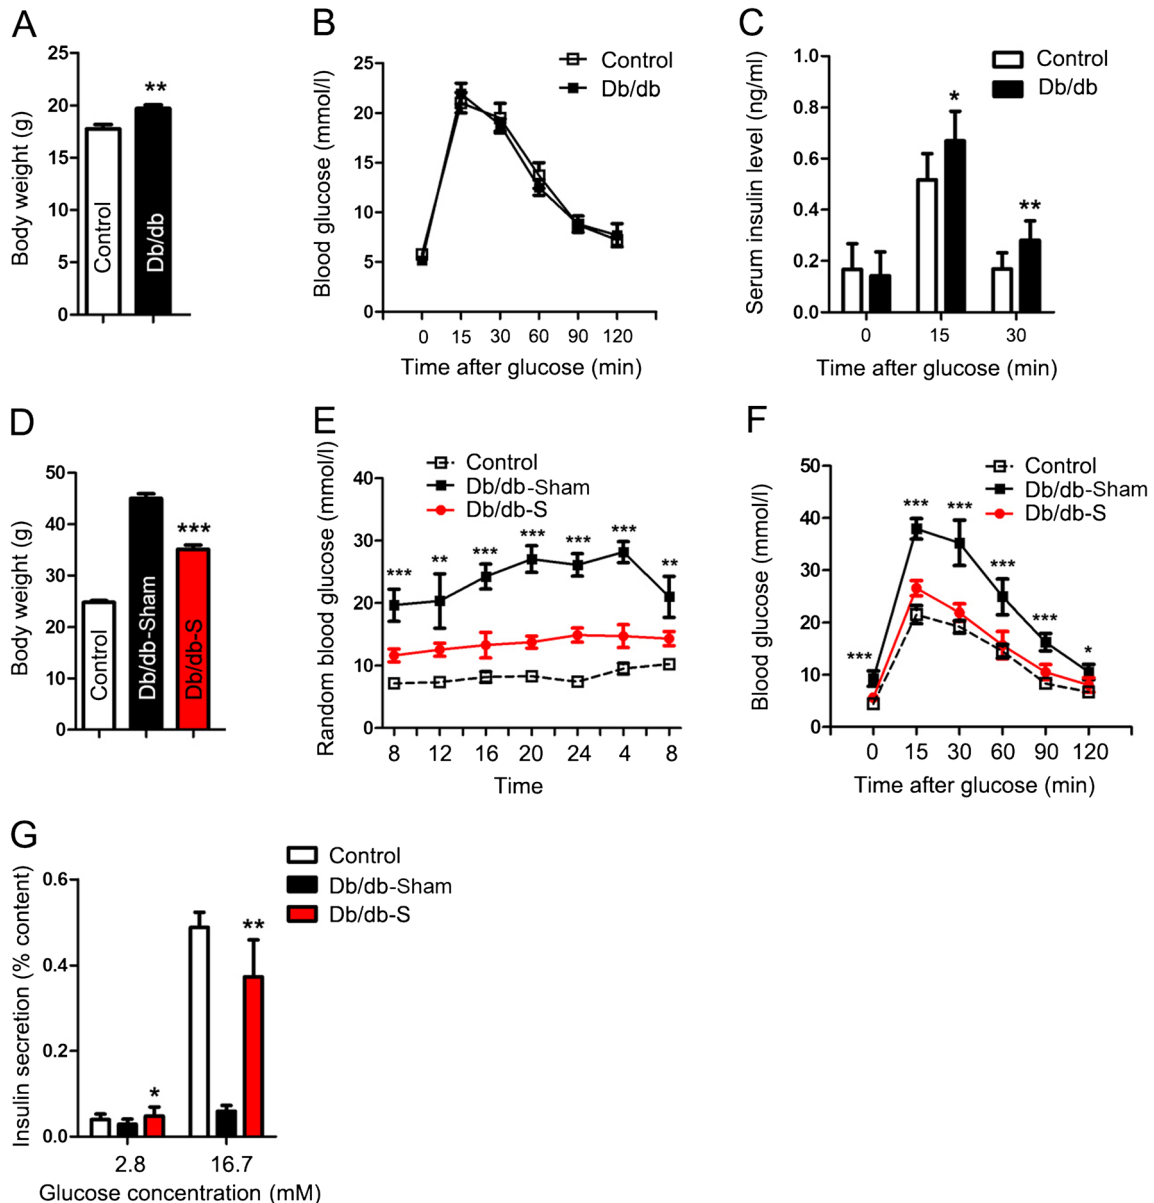 A
Body weight (g)
25
20
15
10
5
0
**
Control
Db/db
B
Blood glucose (mmol/l)
25
20
15
10
5
0
Control
Db/db
0 15 30 60 90 120
Time after glucose (min)
C
Serum insulin level (ng/ml)
1.0
0.8
0.6
0.4
0.2
0.0
Control
Db/db
*
**
0 15 30
Time after glucose (min)
D
Body weight (g)
50
40
30
20
10
0
***
Control
Db/db-Sham
Db/db-S
E
Random blood glucose (mmol/l)
40
30
20
10
0
Control
Db/db-Sham
Db/db-S
*** ** *** *** *** *** **
8 12 16 20 24 4 8
Time
F
Blood glucose (mmol/l)
50
40
30
20
10
0
Control
Db/db-Sham
Db/db-S
*** *** *** *** *** *
0 15 30 60 90 120
Time after glucose (min)
G
Insulin secretion (% content)
0.6
0.4
0.2
0.0
Control
Db/db-Sham
Db/db-S
*
**
2.8 16.7
Glucose concentration (mM)